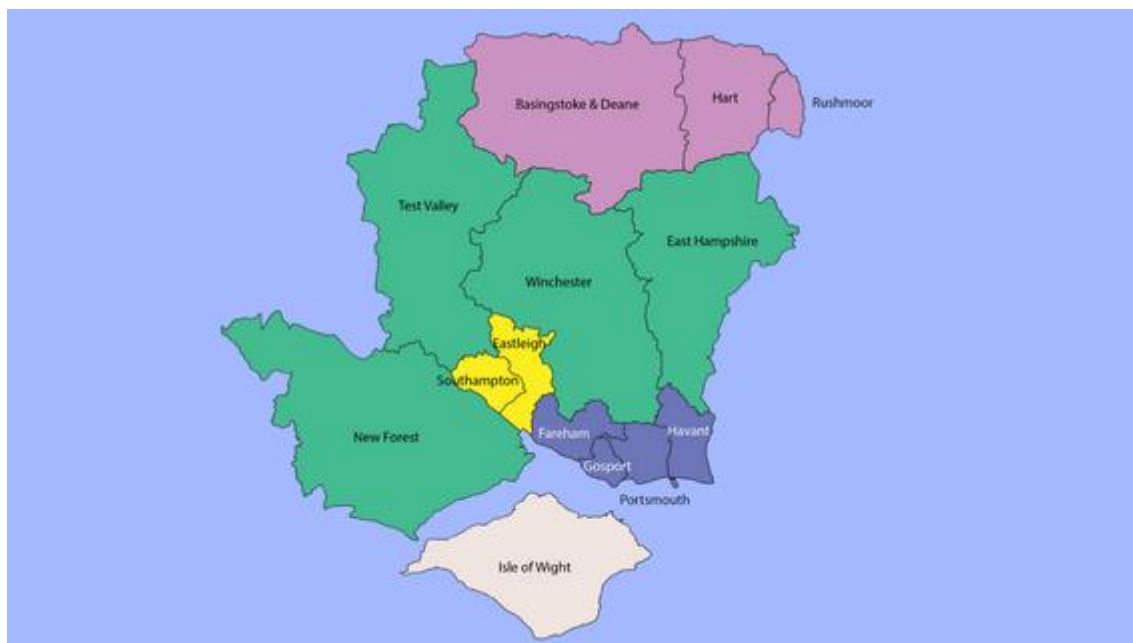 Basingstoke & Deane
Hart
Rushmoor
Test Valley
East Hampshire
Winchester
Eastleigh
Southampton
New Forest
Fareham
Havant
Gosport
Portsmouth
Isle of Wight